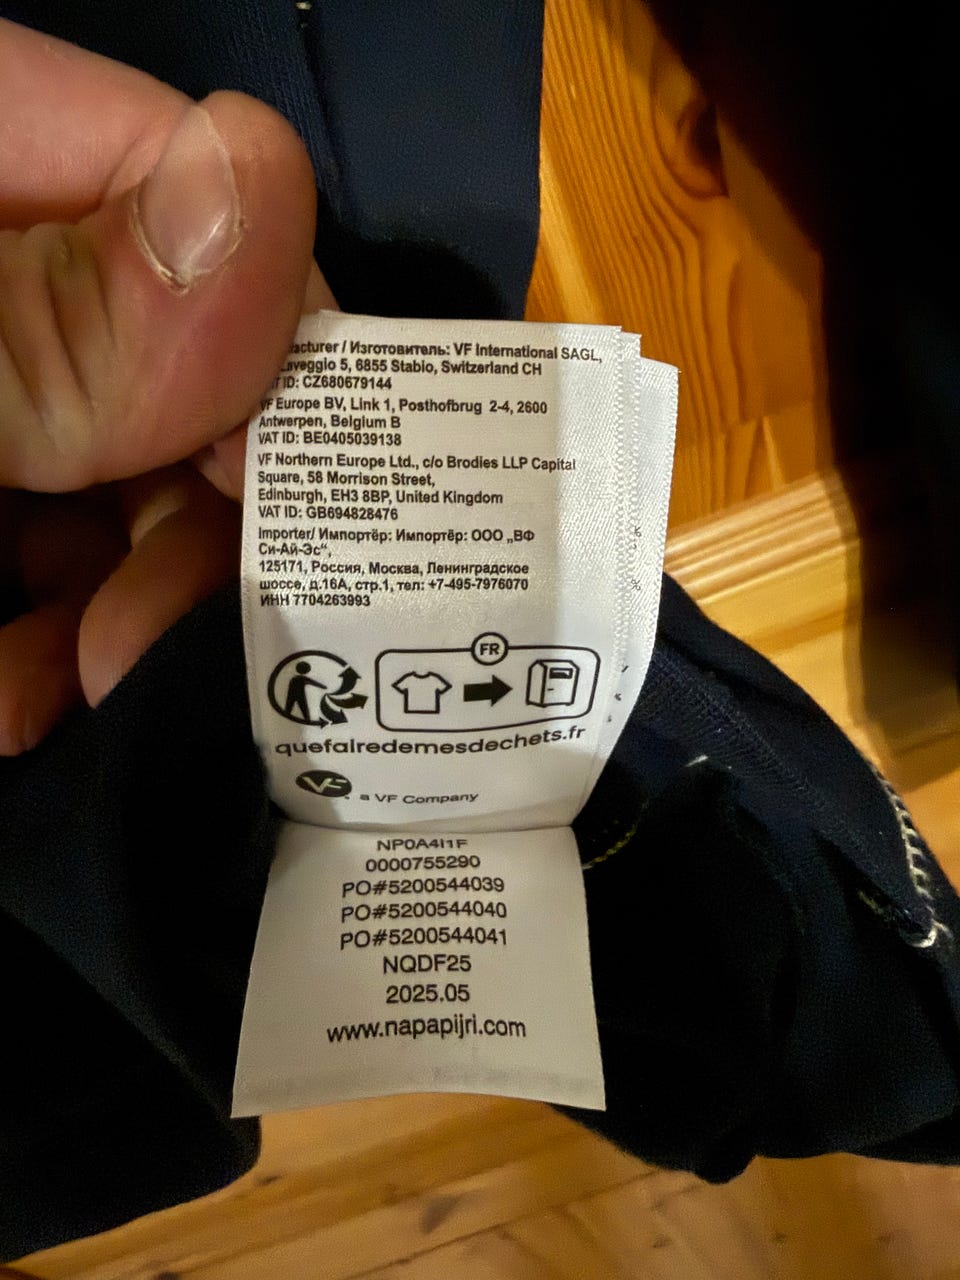 acturer / Изготовитель: VF International SAGL,
aveggio 5, 6855 Stabio, Switzerland CH
ID: CZ680679144
VF Europe BV, Link 1, Posthofbrug 2-4, 2600
Antwerpen, Belgium B
VAT ID: BE0405039138
VF Northern Europe Ltd., c/o Brodies LLP Capital
Square, 58 Morrison Street,
Edinburgh, EH3 8BP, United Kingdom
VAT ID: GB694828476
Importer/ Импортёр: Импортёр: ООО „ВФ
Си-Ай-Эс“,
125171, Россия, Москва, Ленинградское
шоссе, д.16А, стр.1, тел: +7-495-7976070
ИНН 7704263993
FR
quefairedemesdechets.fr
VF a VF Company
NP0A4I1F
0000755290
PO#5200544039
PO#5200544040
PO#5200544041
NQDF25
2025.05
www.napapijri.com